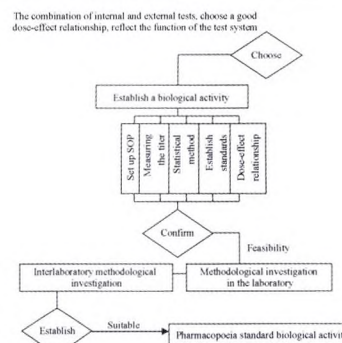 The combination of internal and external tests, choose a good
dose-effect relationship, reflect the function of the test system
Choose
Establish a biological activity
Set up SOP
Measuring
the titer
Statistical
method
Establish
standards
Dose-effect
relationship
Confirm
Feasibility
Interlaboratory methodological
investigation
Methodological investigation
in the laboratory
Establish
Suitable
Pharmacopoeia standard biological activit